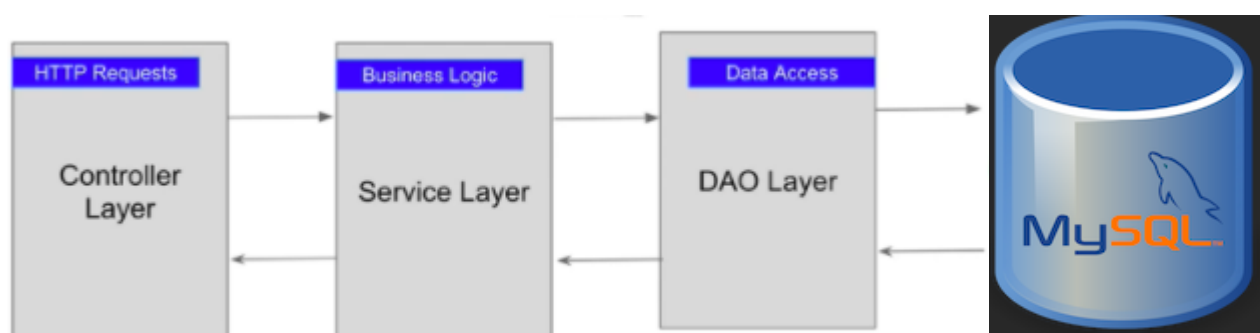 HTTP Requests
Controller
Layer
Business Logic
Service Layer
Data Access
DAO Layer
MySQL